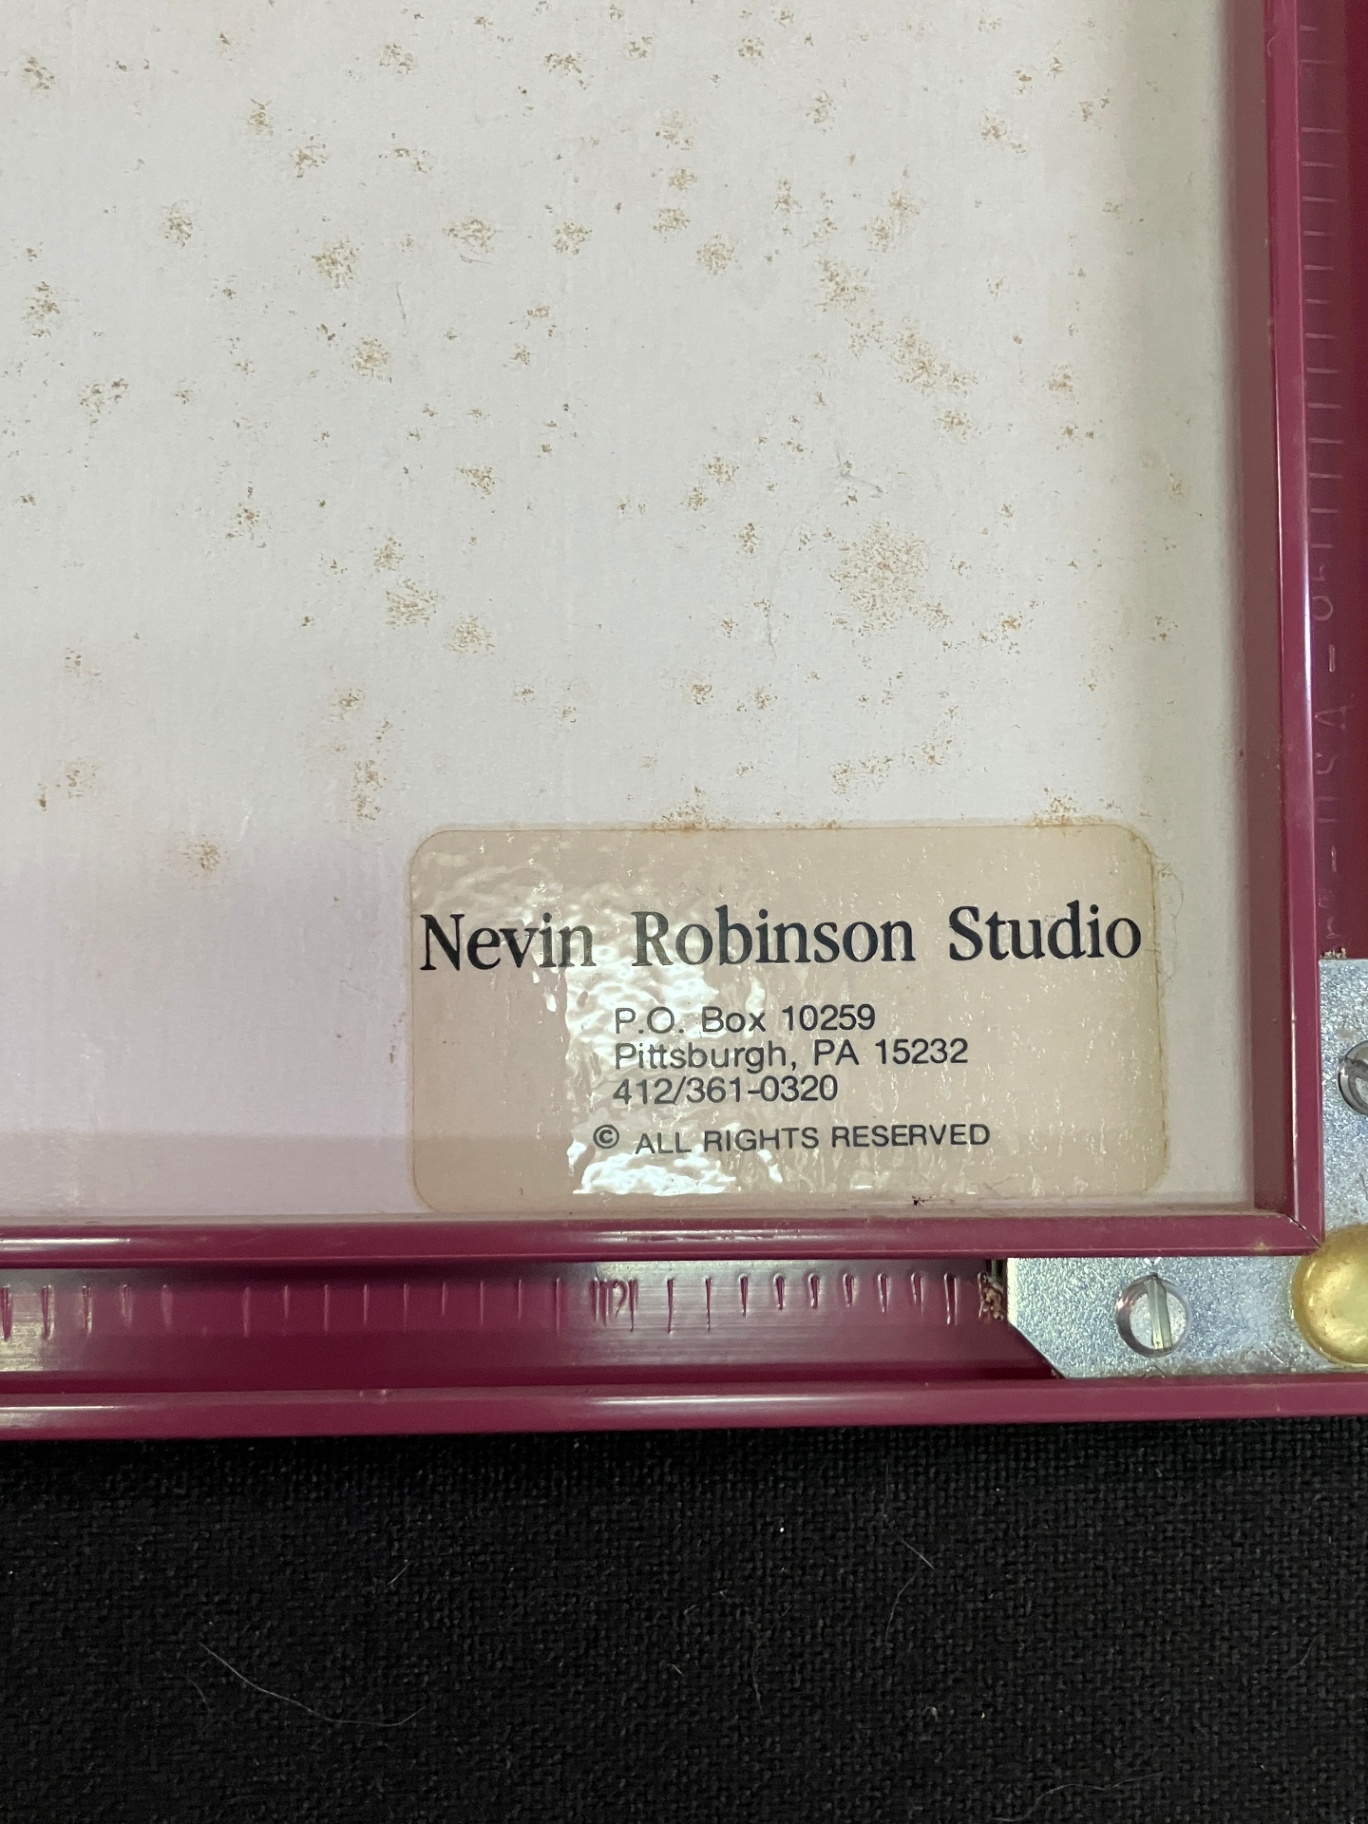 Nevin Robinson Studio
P.O. Box 10259
Pittsburgh, PA 15232
412/361-0320
© ALL RIGHTS RESERVED